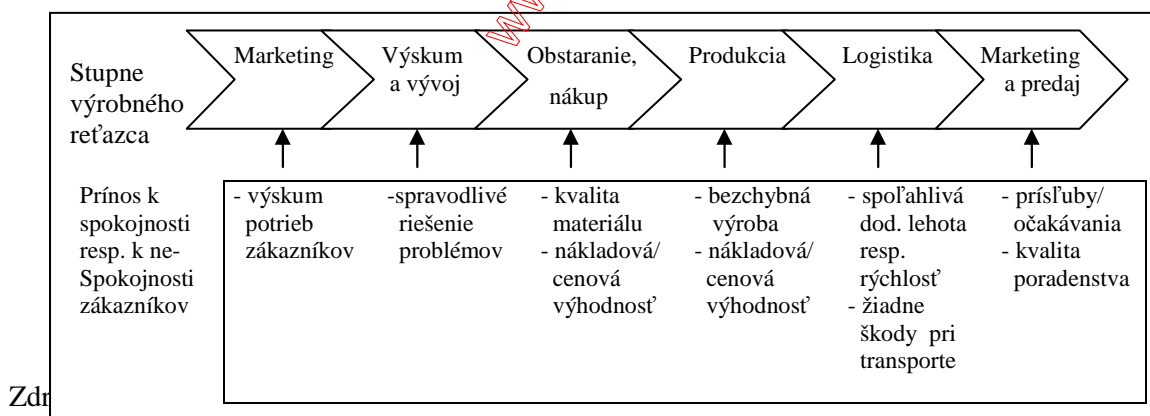 Stupne
výrobného
reťazca
Marketing
Výskum
a vývoj
Obstaranie,
nákup
Produkcia
Logistika
Marketing
a predaj
Prínos k
spokojnosti
resp. k ne-
Spokojnosti
zákazníkov
- výskum
potrieb
zákazníkov
-spravodlivé
riešenie
problémov
- kvalita
materiálu
- nákladová/
cenová
výhodnosť
- bezchybná
výroba
- nákladová/
cenová
výhodnosť
- spoľahlivá
dod. lehota
resp.
rýchlosť
- žiadne
škody pri
transporte
- prísľuby/
očakávania
- kvalita
poradenstva
Zdr